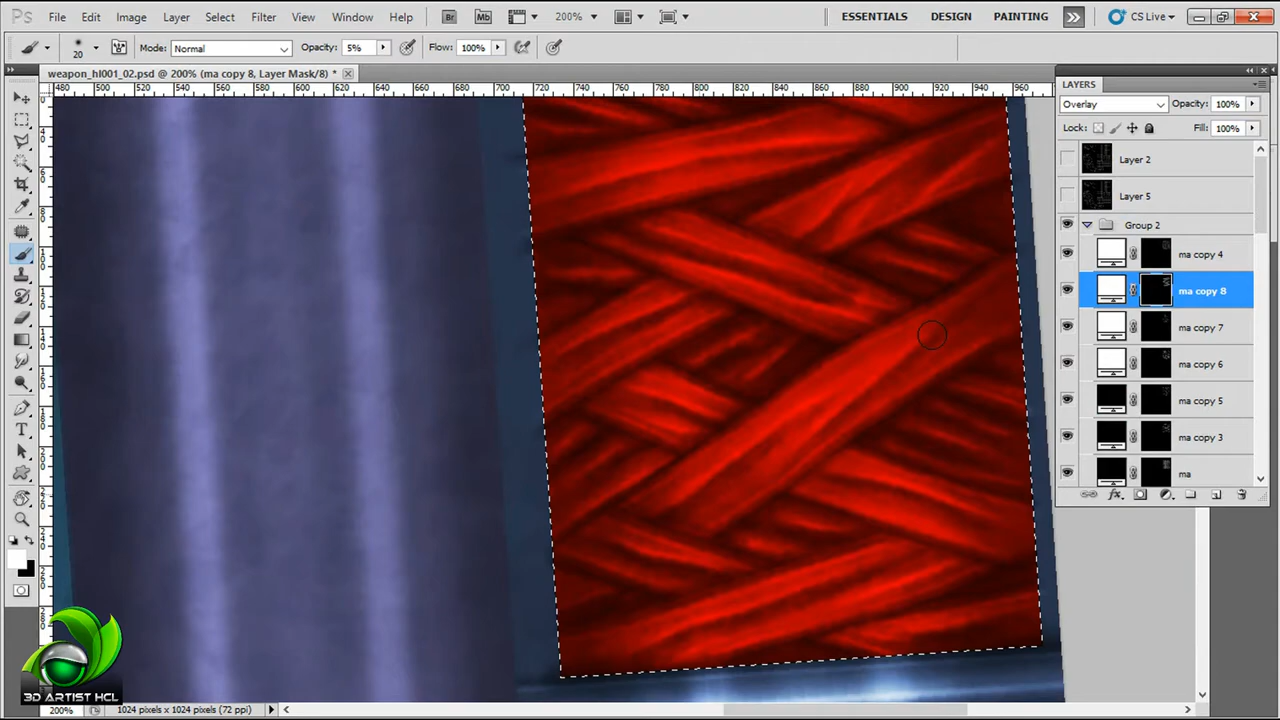 Ps File Edit Image Layer Select Filter View Window Help Br Mb 200% ESSENTIALS DESIGN PAINTING CS Live
20 Mode: Normal Opacity: 5% Flow: 100%
weapon_hl001_02.psd @ 200% (ma copy 8, Layer Mask/8) *
480 500 520 540 560 580 600 620 640 660 680 700 720 740 760 780 800 820 840 860 880 900 920 940 960
LAYERS
Overlay Opacity: 100%
Lock: Fill: 100%
Layer 2
Layer 5
Group 2
ma copy 4
ma copy 8
ma copy 7
ma copy 6
ma copy 5
ma copy 3
ma
3D ARTIST HCL
200% 1024 pixels x 1024 pixels (72 ppi)